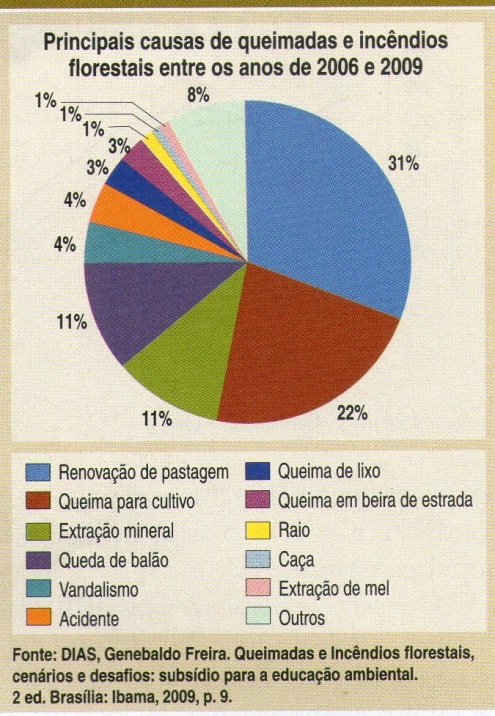 Principais causas de queimadas e incêndios
florestais entre os anos de 2006 e 2009
8%
1%
1%
1%
3%
3%
4%
4%
11%
11%
22%
31%
Renovação de pastagem
Queima para cultivo
Extração mineral
Queda de balão
Vandalismo
Acidente
Queima de lixo
Queima em beira de estrada
Raio
Caça
Extração de mel
Outros
Fonte: DIAS, Genebaldo Freira. Queimadas e Incêndios florestais,
cenários e desafios: subsídio para a educação ambiental.
2 ed. Brasília: Ibama, 2009, p. 9.